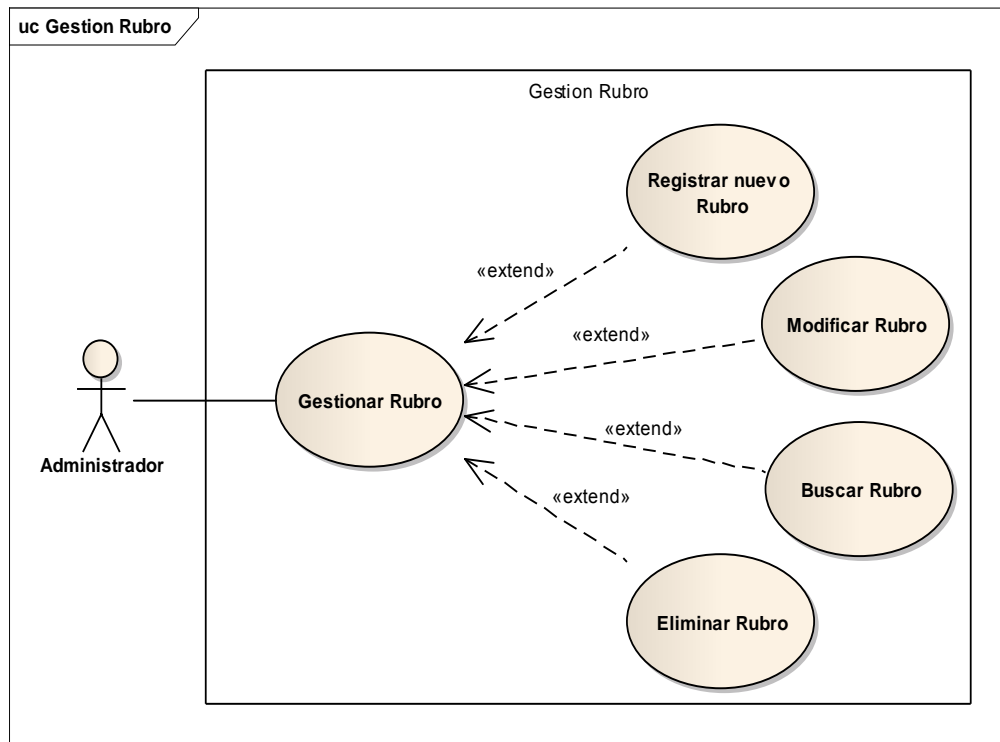 uc Gestion Rubro
Gestion Rubro
Registrar nuevo
Rubro
«extend»
Modificar Rubro
«extend»
Gestionar Rubro
Administrador
«extend»
Buscar Rubro
«extend»
Eliminar Rubro